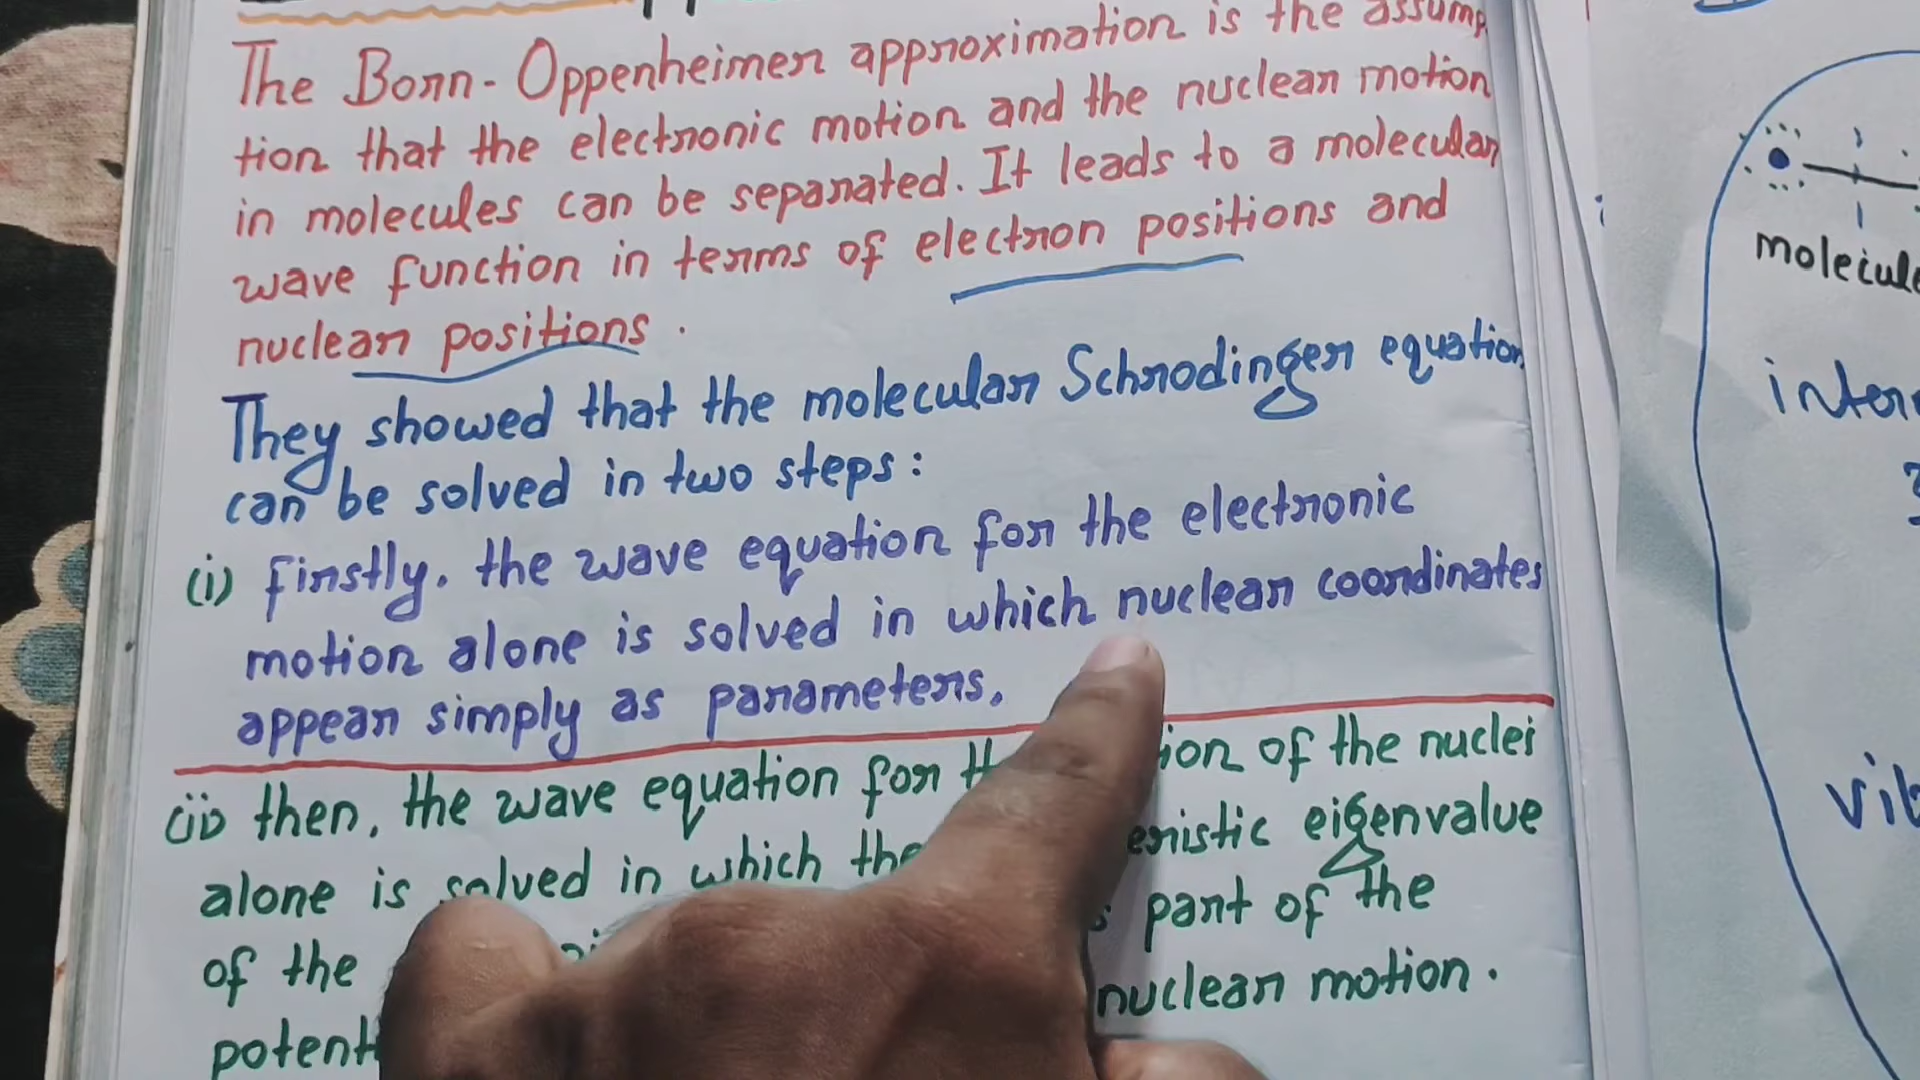 The Born-Oppenheimer approximation is the assump
tion that the electronic motion and the nuclear motion
in molecules can be separated. It leads to a molecular
wave function in terms of electron positions and
nuclear positions.
They showed that the molecular Schrodinger equation
can be solved in two steps:
(i) Firstly, the wave equation for the electronic
motion alone is solved in which nuclear coordinates
appear simply as parameters.
(ii) then, the wave equation for of the nuclei
alone is solved in which the eigenvalue
of the part of the
nuclear motion.
molecule